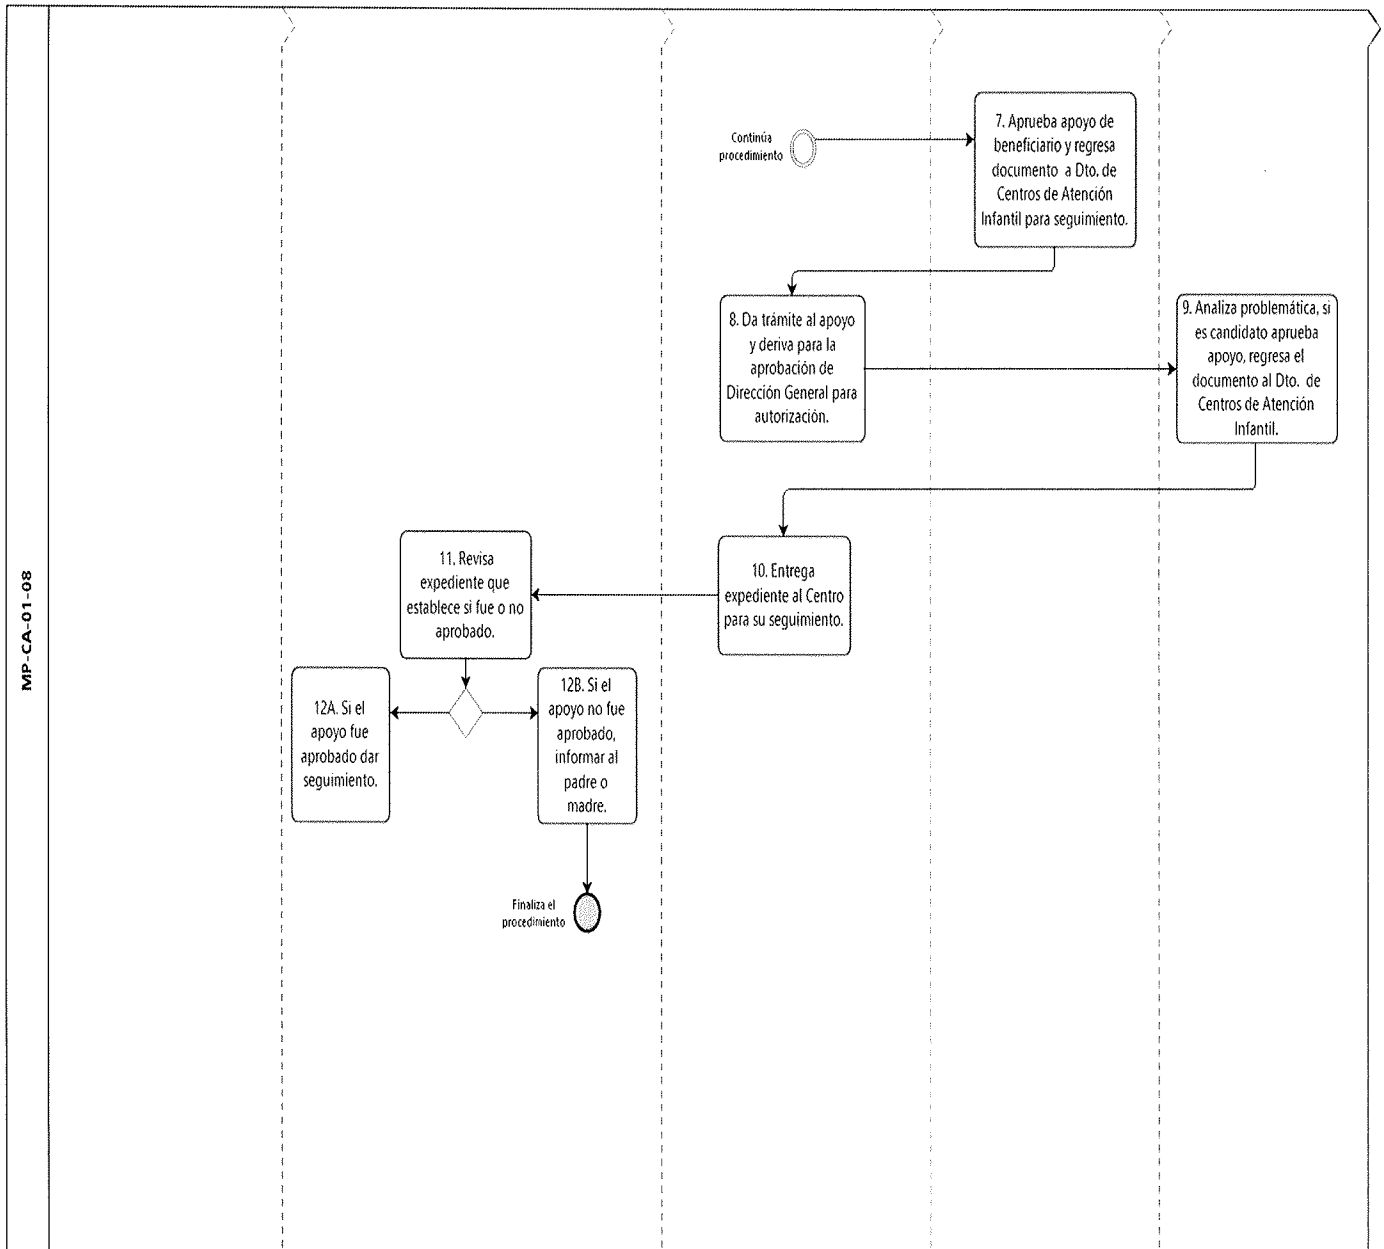 MP-CA-01-08
Continúa
procedimiento
7. Aprueba apoyo de
beneficiario y regresa
documento a Dto. de
Centros de Atención
Infantil para seguimiento.
8. Da trámite al apoyo
y deriva para la
aprobación de
Dirección General para
autorización.
9. Analiza problemática, si
es candidato aprueba
apoyo, regresa el
documento al Dto. de
Centros de Atención
Infantil.
10. Entrega
expediente al Centro
para su seguimiento.
11. Revisa
expediente que
establece si fue o no
aprobado.
12A. Si el
apoyo fue
aprobado dar
seguimiento.
12B. Si el
apoyo no fue
aprobado,
informar al
padre o
madre.
Finaliza el
procedimiento